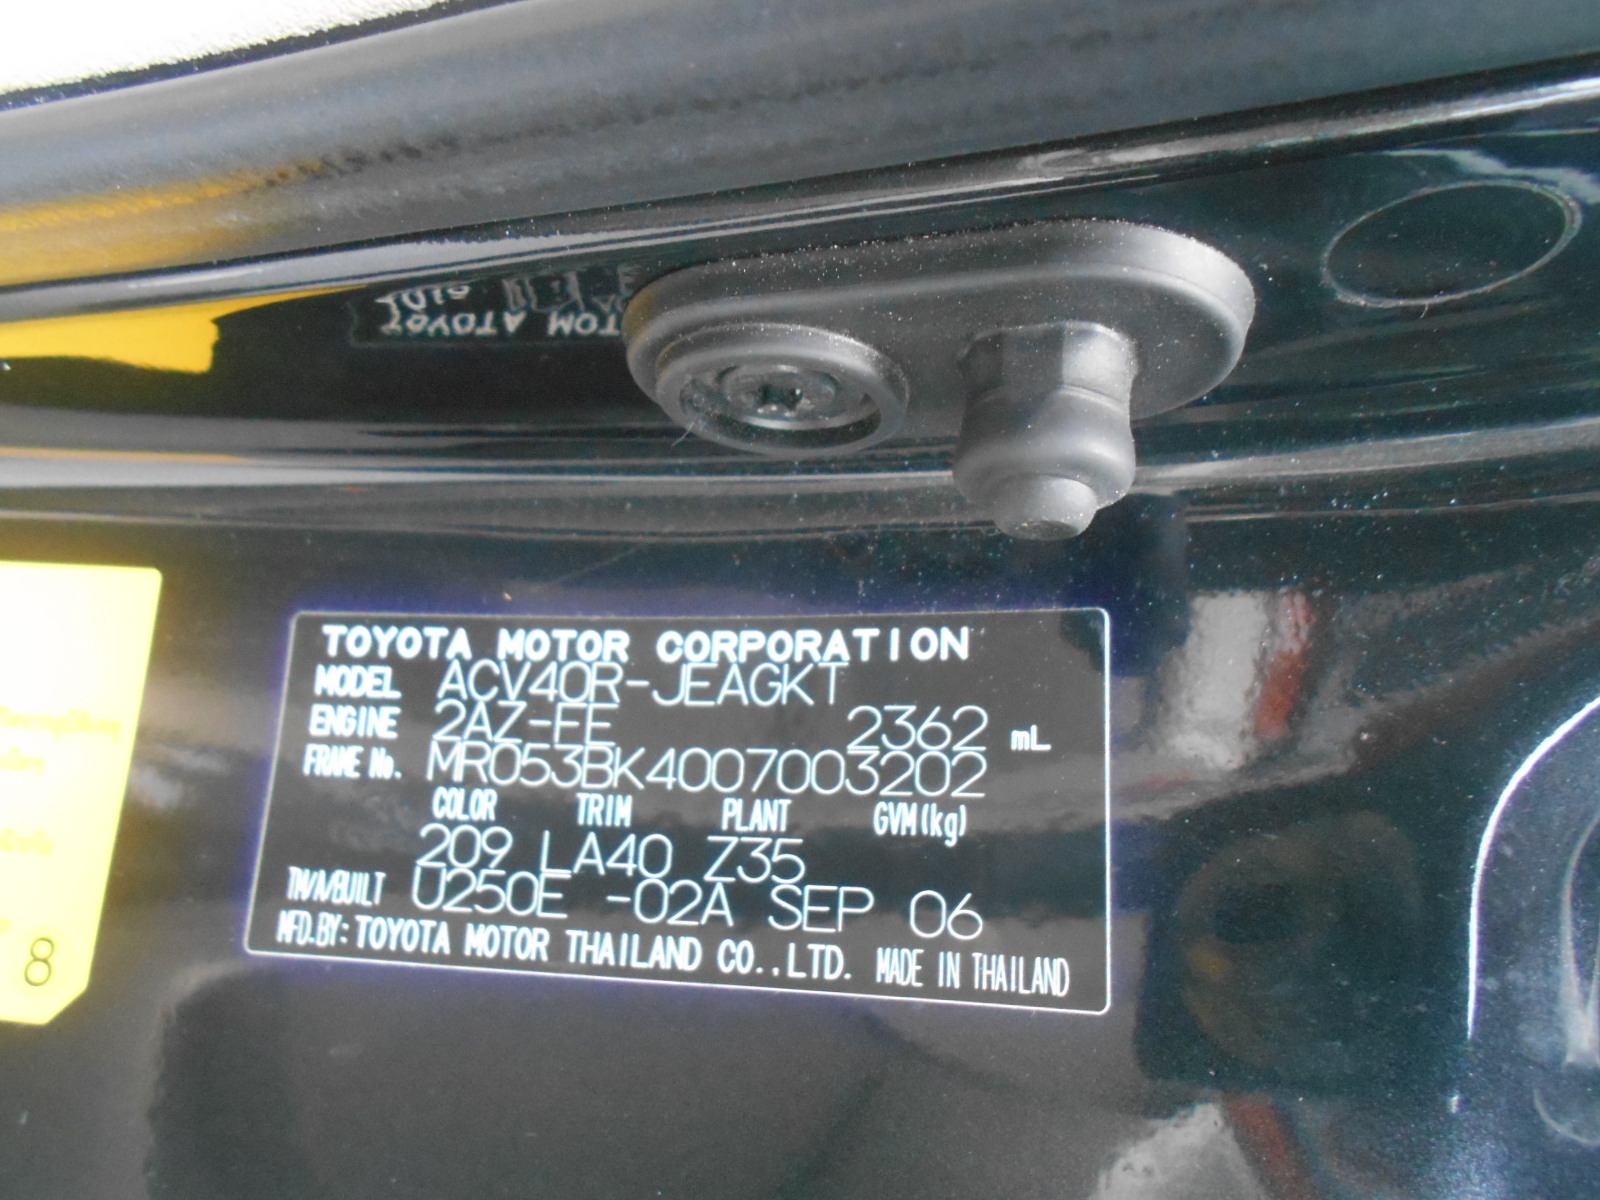 TOYOTA MOTOR CORPORATION
MODEL ACV40R-JEAGKT
ENGINE 2AZ-FE 2362 mL
FRAME No. MR053BK4007003202
COLOR TRIM PLANT GVM(kg)
209 LA40 Z35
TM/A/BUILT U250E -02A SEP 06
MFD.BY: TOYOTA MOTOR THAILAND CO.,LTD. MADE IN THAILAND
8